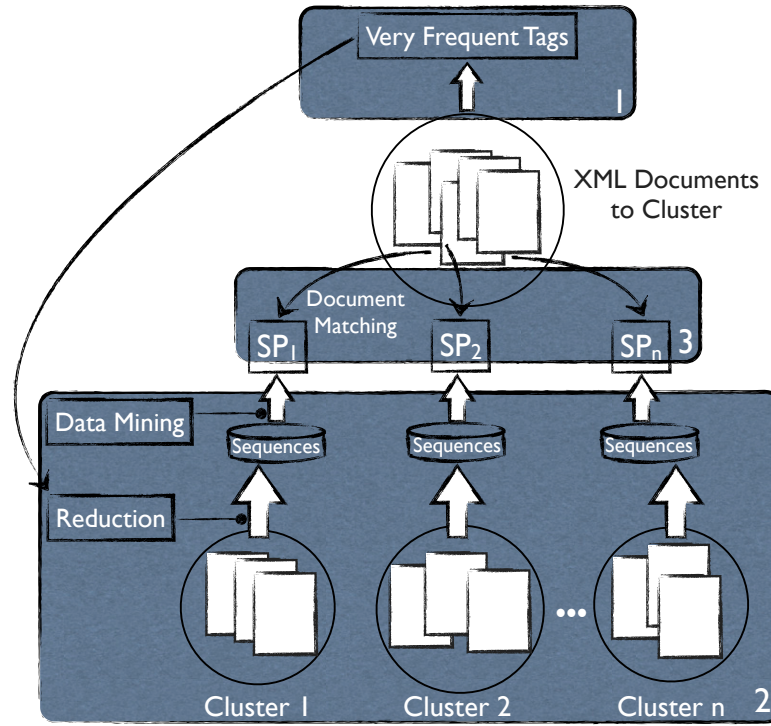 Very Frequent Tags
1
XML Documents
to Cluster
Document
Matching
SP1
SP2
SPn
3
Data Mining
Sequences
Sequences
Sequences
Reduction
...
Cluster 1
Cluster 2
Cluster n
2